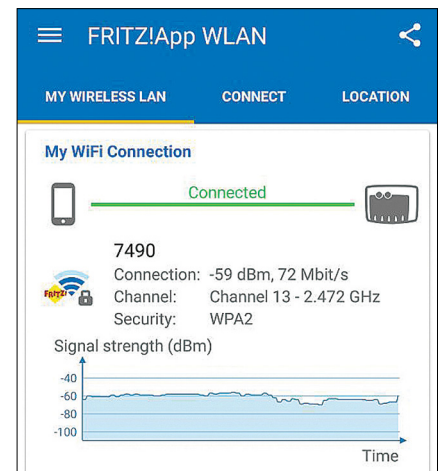 FRITZ!App WLAN
MY WIRELESS LAN CONNECT LOCATION
My WiFi Connection
Connected
7490
Connection: -59 dBm, 72 Mbit/s
FRITZ!
Channel: Channel 13 - 2.472 GHz
Security: WPA2
Signal strength (dBm)
-40
-60
-80
-100
Time